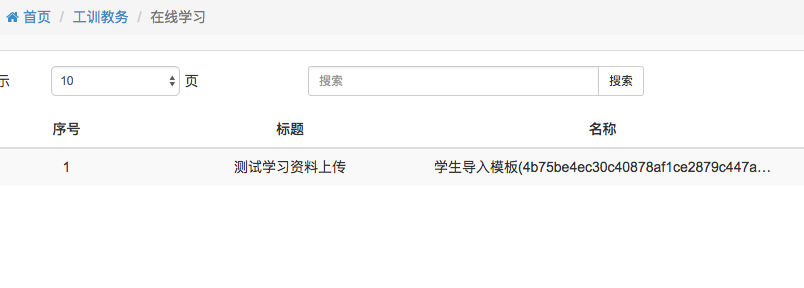 首页 / 工训教务 / 在线学习
示 10 页 搜索 搜索
序号 标题 名称
1 测试学习资料上传 学生导入模板(4b75be4ec30c40878af1ce2879c447a…